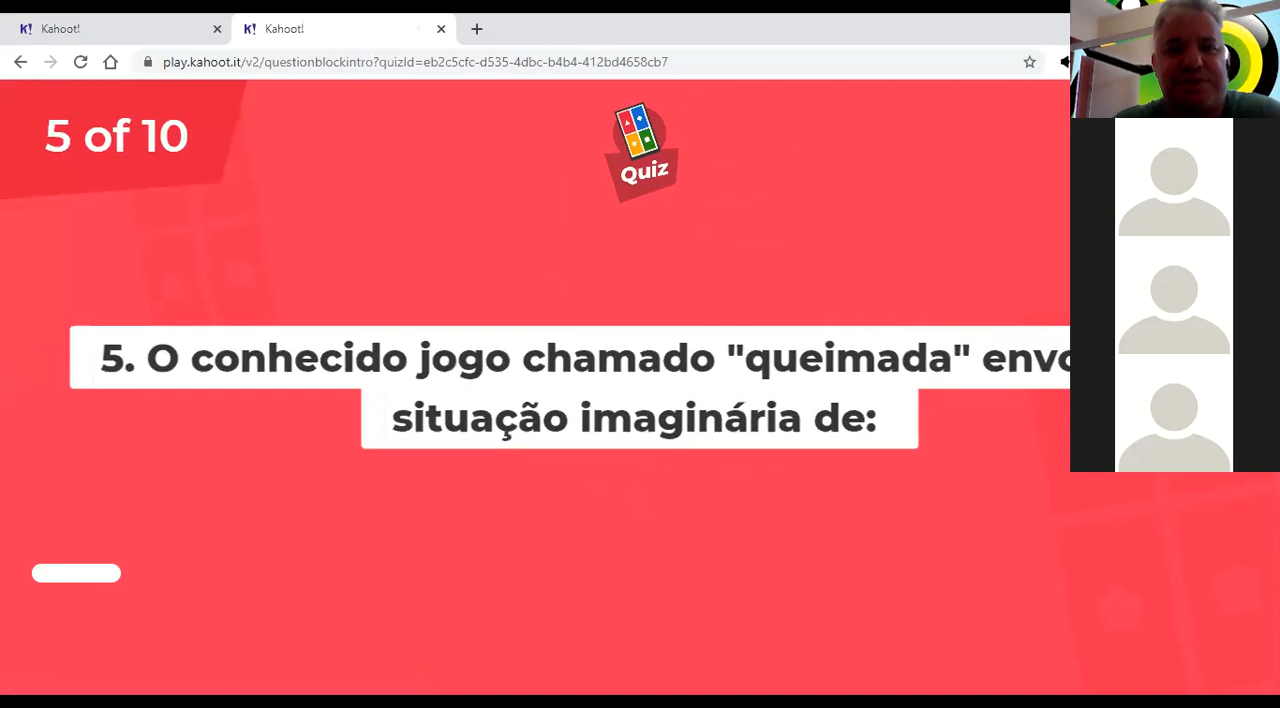 Kahoot!
Kahoot!
play.kahoot.it/v2/questionblockintro?quizId=eb2c5cfc-d535-4dbc-b4b4-412bd4658cb7
5 of 10
Quiz
5. O conhecido jogo chamado "queimada"
situação imaginária de: